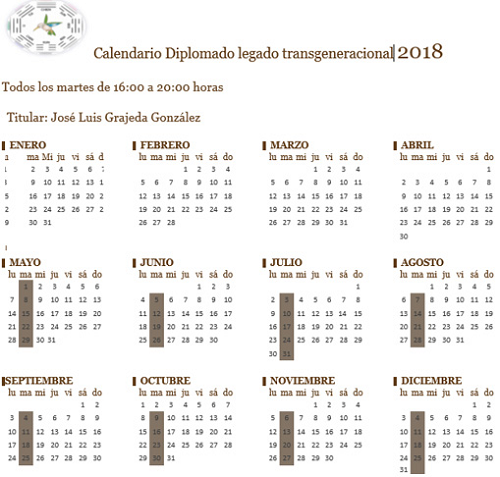 Calendario Diplomado legado transgeneracional 2018
Todos los martes de 16:00 a 20:00 horas
Titular: José Luis Grajeda González
ENERO
ma Mi ju vi sá d
2 3 4 5 6
9 10 11 12 13 1
16 17 18 19 20 2
23 24 25 26 27 2
30 31
FEBRERO
lu ma mi ju vi sá do
1 2 3 4
5 6 7 8 9 10 11
12 13 14 15 16 17 18
19 20 21 22 23 24 25
26 27 28
MARZO
lu ma mi ju vi sá do
1 2 3 4
5 6 7 8 9 10 11
12 13 14 15 16 17 18
19 20 21 22 23 24 25
26 27 28 29 30 31
ABRIL
lu ma mi ju vi sá do
1
2 3 4 5 6 7 8
9 10 11 12 13 14 15
16 17 18 19 20 21 22
23 24 25 26 27 28 29
30
MAYO
lu ma mi ju vi sá do
1 2 3 4 5 6
7 8 9 10 11 12 13
14 15 16 17 18 19 20
21 22 23 24 25 26 27
28 29 30 31
JUNIO
lu ma mi ju vi sá do
1 2 3
4 5 6 7 8 9 10
11 12 13 14 15 16 17
18 19 20 21 22 23 24
25 26 27 28 29 30
JULIO
lu ma mi ju vi sá do
1
2 3 4 5 6 7 8
9 10 11 12 13 14 15
16 17 18 19 20 21 22
23 24 25 26 27 28 29
30 31
AGOSTO
lu ma mi ju vi sá do
1 2 3 4 5
6 7 8 9 10 11 12
13 14 15 16 17 18 19
20 21 22 23 24 25 26
27 28 29 30 31
SEPTIEMBRE
lu ma mi ju vi sá do
1 2
3 4 5 6 7 8 9
10 11 12 13 14 15 16
17 18 19 20 21 22 23
24 25 26 27 28 29 30
OCTUBRE
lu ma mi ju vi sá do
1 2 3 4 5 6 7
8 9 10 11 12 13 14
15 16 17 18 19 20 21
22 23 24 25 26 27 28
29 30 31
NOVIEMBRE
lu ma mi ju vi sá do
1 2 3 4
5 6 7 8 9 10 11
12 13 14 15 16 17 18
19 20 21 22 23 24 25
26 27 28 29 30
DICIEMBRE
lu ma mi ju vi sá do
1 2
3 4 5 6 7 8 9
10 11 12 13 14 15 16
17 18 19 20 21 22 23
24 25 26 27 28 29 30
31